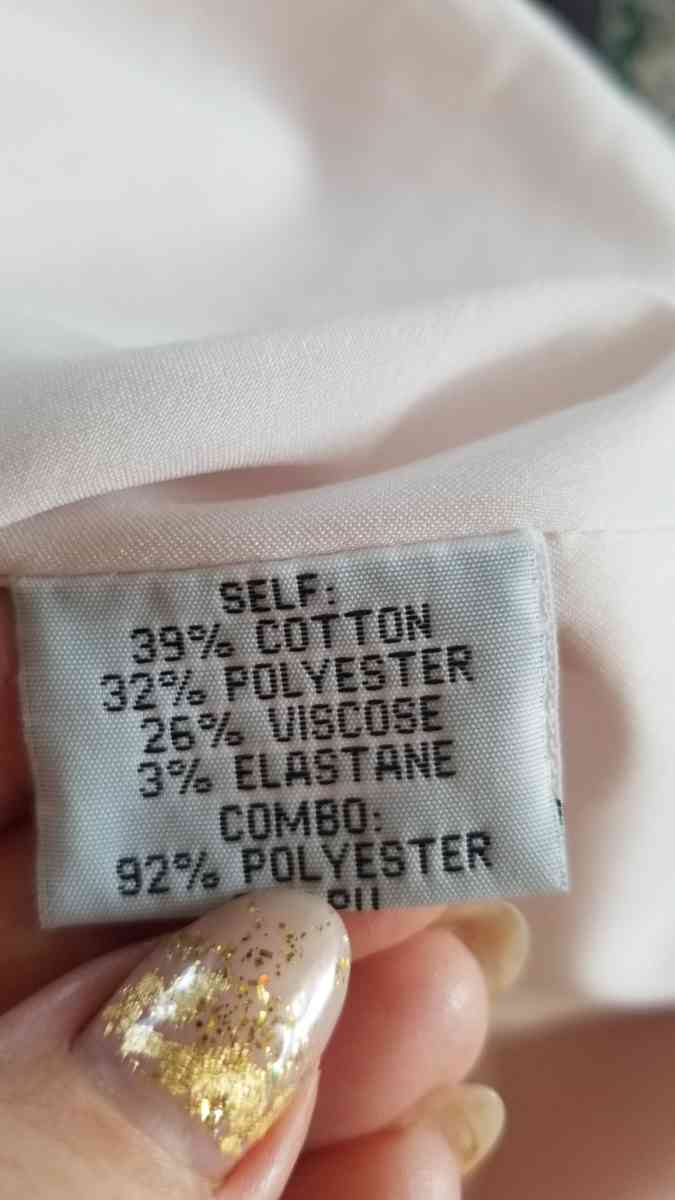 SELF:
39% COTTON
32% POLYESTER
26% VISCOSE
3% ELASTANE
COMBO:
92% POLYESTER